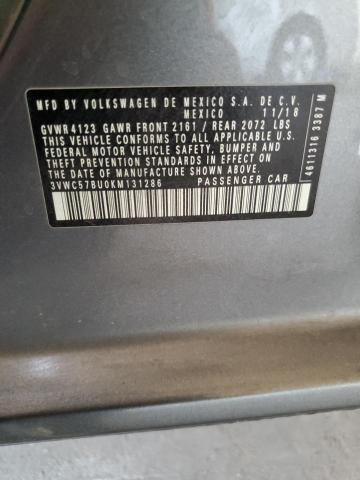 MFD BY VOLKSWAGEN DE MEXICO S.A. DE C.V.
MEXICO 11/18
GVWR 4123 GAWR FRONT 2161 / REAR 2072 LBS
THIS VEHICLE CONFORMS TO ALL APPLICABLE U.S.
FEDERAL MOTOR VEHICLE SAFETY, BUMPER AND
THEFT PREVENTION STANDARDS IN EFFECT ON
THE DATE OF MANUFACTURE SHOWN ABOVE.
3VWC57BU0KM131286 PASSENGER CAR
4611316 3387 M